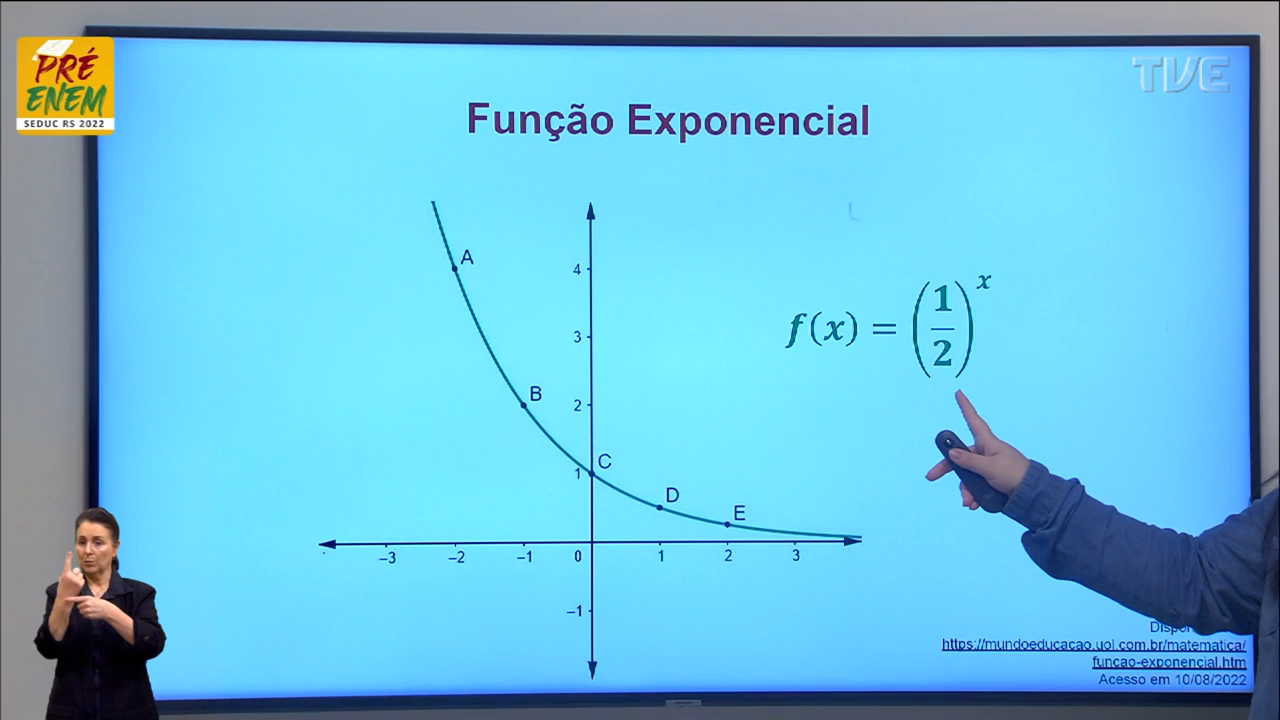 PRÉ
ENEM
SEDUC RS 2022
TVE
Função Exponencial
A
4
3
B
2
f(x) = (1/2)^x
C
1
D
E
–3 –2 –1 0 1 2 3
–1
https://mundoeducacao.uol.com.br/matematica/
funcao-exponencial.htm
Acesso em 10/08/2022